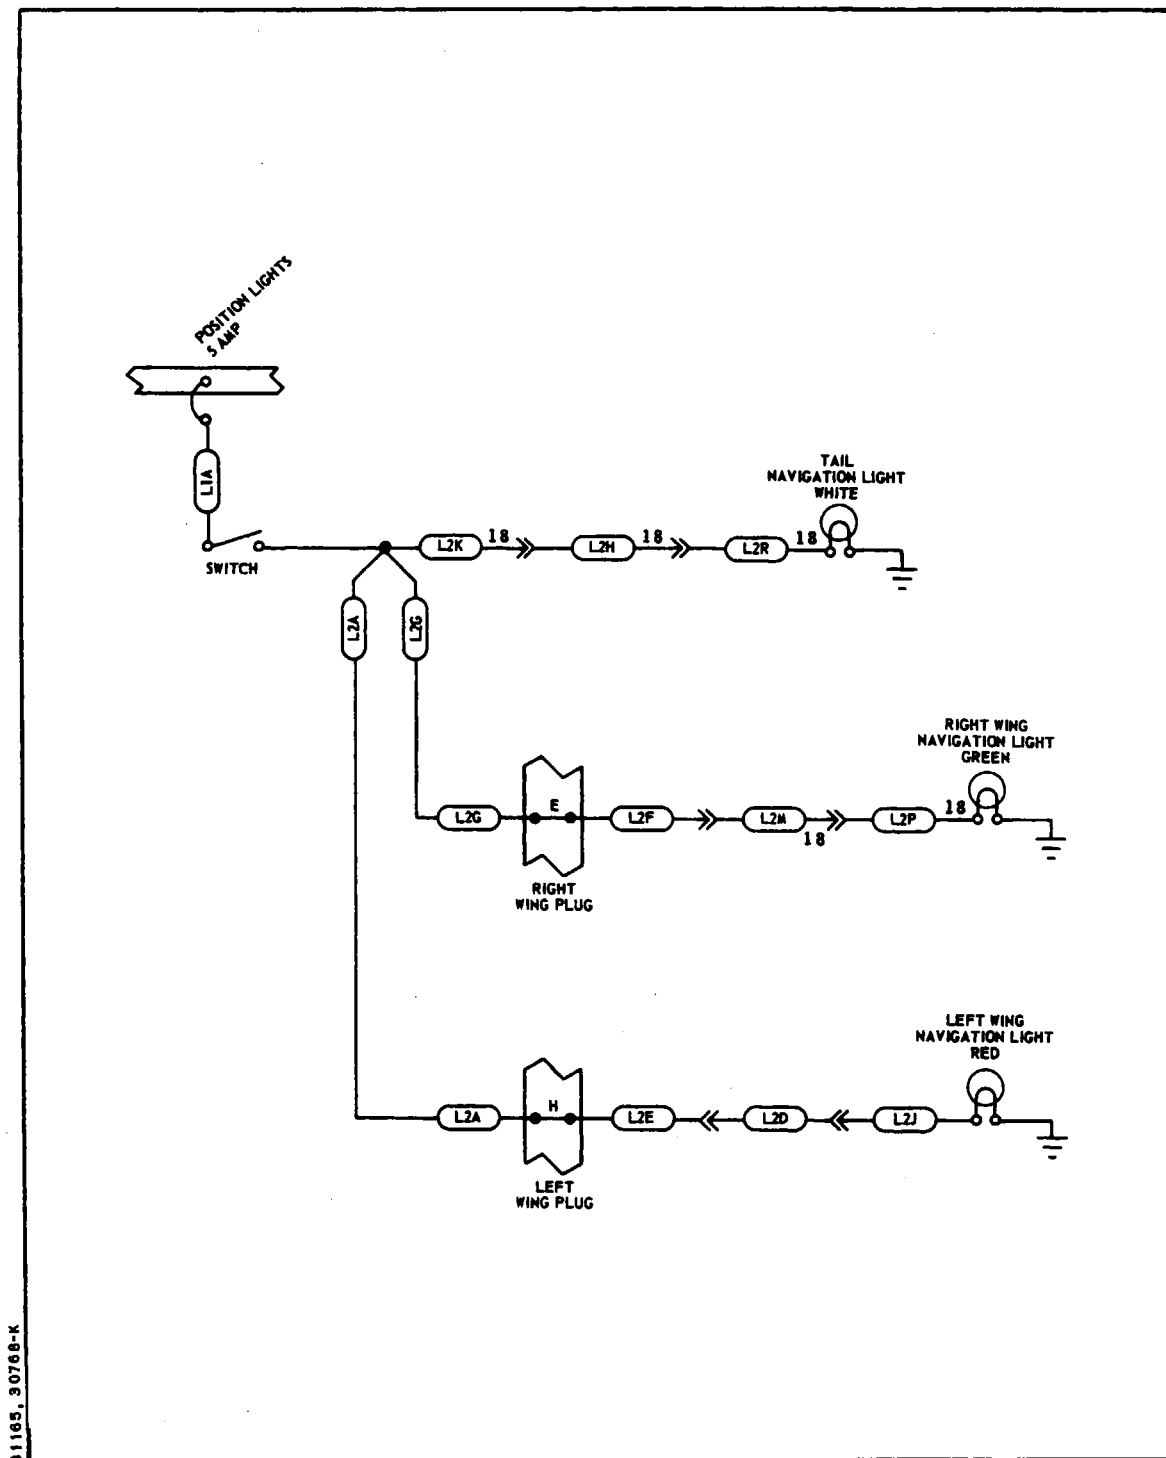 POSITION LIGHTS
5 AMP
L1A
SWITCH
TAIL
NAVIGATION LIGHT
WHITE
L2K
18
L2H
18
L2R
18
L2A
L2G
RIGHT WING
NAVIGATION LIGHT
GREEN
L2G
E
L2F
L2M
18
L2P
18
RIGHT
WING PLUG
LEFT WING
NAVIGATION LIGHT
RED
L2A
H
L2E
L2D
L2J
LEFT
WING PLUG
31165, 30768-K